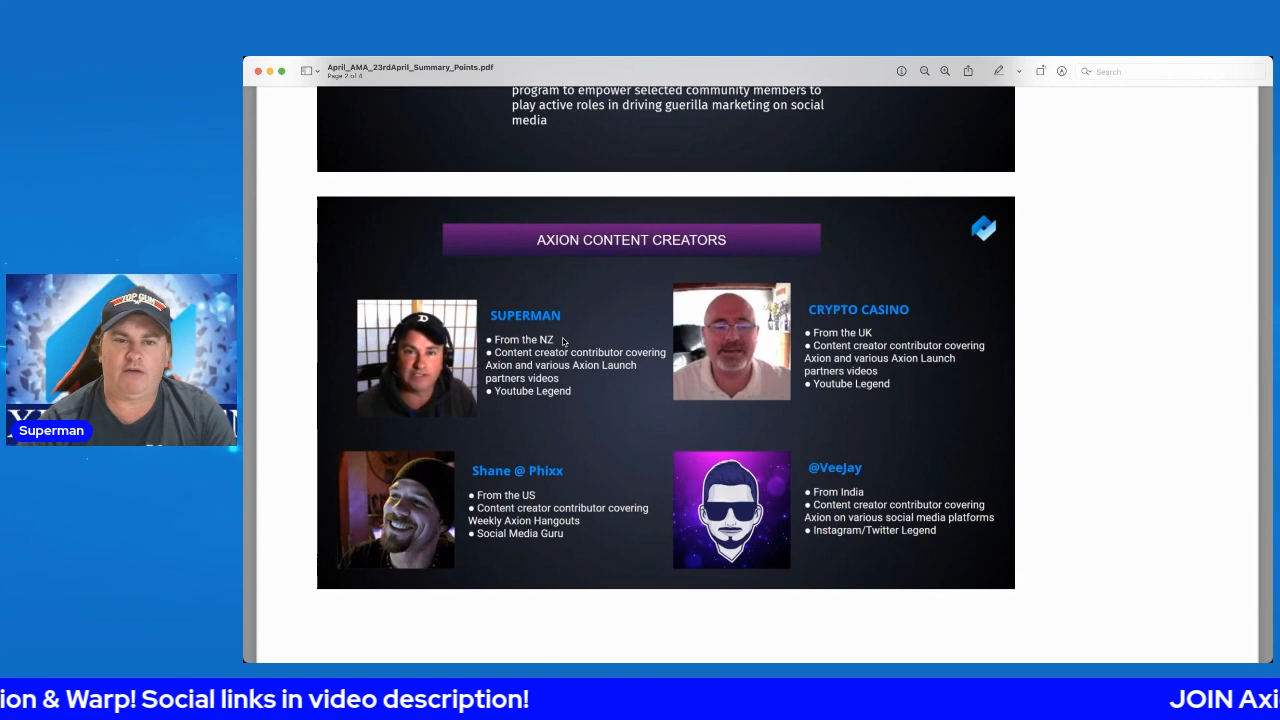 April_AMA_23rdApril_Summary_Points.pdf
Page 2 of 4
Search
program to empower selected community members to
play active roles in driving guerilla marketing on social
media
AXION CONTENT CREATORS
SUPERMAN
● From the NZ
● Content creator contributor covering
Axion and various Axion Launch
partners videos
● Youtube Legend
CRYPTO CASINO
● From the UK
● Content creator contributor covering
Axion and various Axion Launch
partners videos
● Youtube Legend
Shane @ Phixx
● From the US
● Content creator contributor covering
Weekly Axion Hangouts
● Social Media Guru
@VeeJay
● From India
● Content creator contributor covering
Axion on various social media platforms
● Instagram/Twitter Legend
TOP GUN
Superman
ion & Warp! Social links in video description!
JOIN Axi